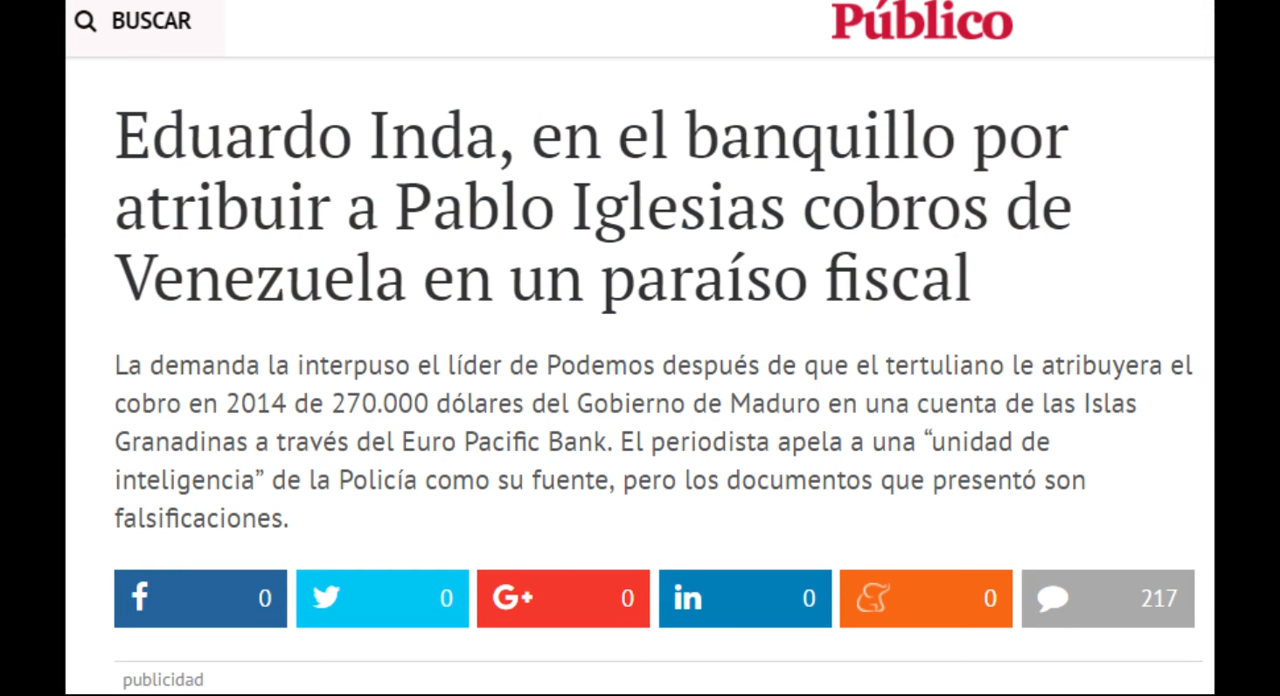 BUSCAR
Público
Eduardo Inda, en el banquillo por
atribuir a Pablo Iglesias cobros de
Venezuela en un paraíso fiscal
La demanda la interpuso el líder de Podemos después de que el tertuliano le atribuyera el
cobro en 2014 de 270.000 dólares del Gobierno de Maduro en una cuenta de las Islas
Granadinas a través del Euro Pacific Bank. El periodista apela a una “unidad de
inteligencia” de la Policía como su fuente, pero los documentos que presentó son
falsificaciones.
f 0 0 G+ 0 in 0 0 217
publicidad